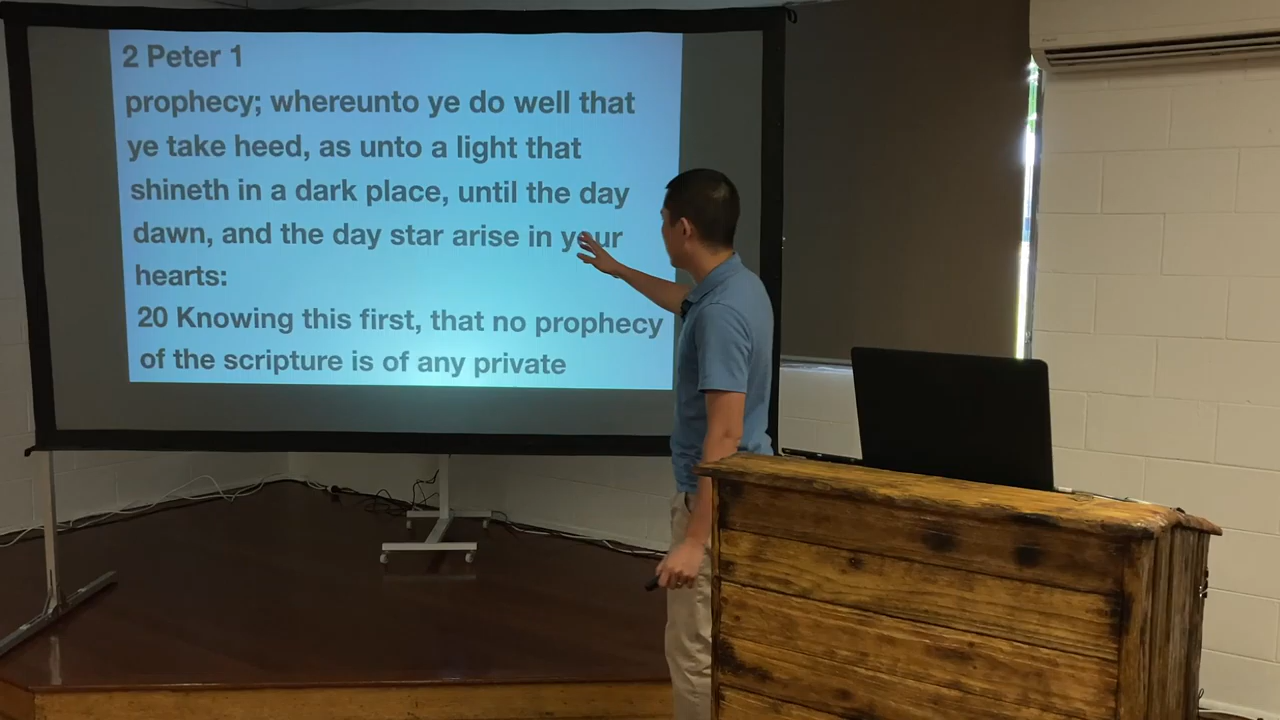 2 Peter 1
prophecy; whereunto ye do well that
ye take heed, as unto a light that
shineth in a dark place, until the day
dawn, and the day star arise in your
hearts:
20 Knowing this first, that no prophecy
of the scripture is of any private